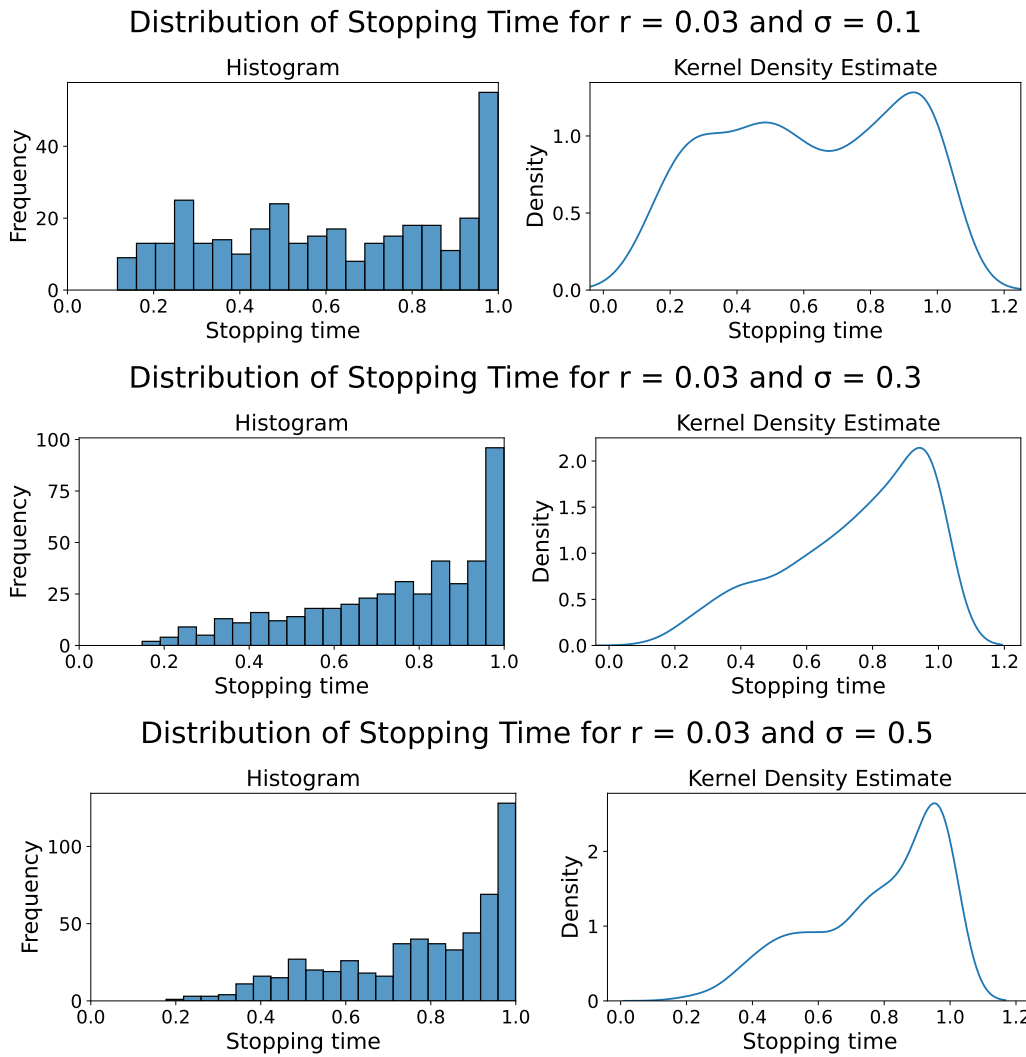 Distribution of Stopping Time for r = 0.03 and σ = 0.1
Histogram
Kernel Density Estimate
Frequency
40
20
0
0.0 0.2 0.4 0.6 0.8 1.0
Stopping time
Density
1.0
0.5
0.0
0.0 0.2 0.4 0.6 0.8 1.0 1.2
Stopping time
Distribution of Stopping Time for r = 0.03 and σ = 0.3
Histogram
Kernel Density Estimate
Frequency
100
75
50
25
0
0.0 0.2 0.4 0.6 0.8 1.0
Stopping time
Density
2.0
1.5
1.0
0.5
0.0
0.0 0.2 0.4 0.6 0.8 1.0 1.2
Stopping time
Distribution of Stopping Time for r = 0.03 and σ = 0.5
Histogram
Kernel Density Estimate
Frequency
100
50
0
0.0 0.2 0.4 0.6 0.8 1.0
Stopping time
Density
2
1
0
0.0 0.2 0.4 0.6 0.8 1.0 1.2
Stopping time